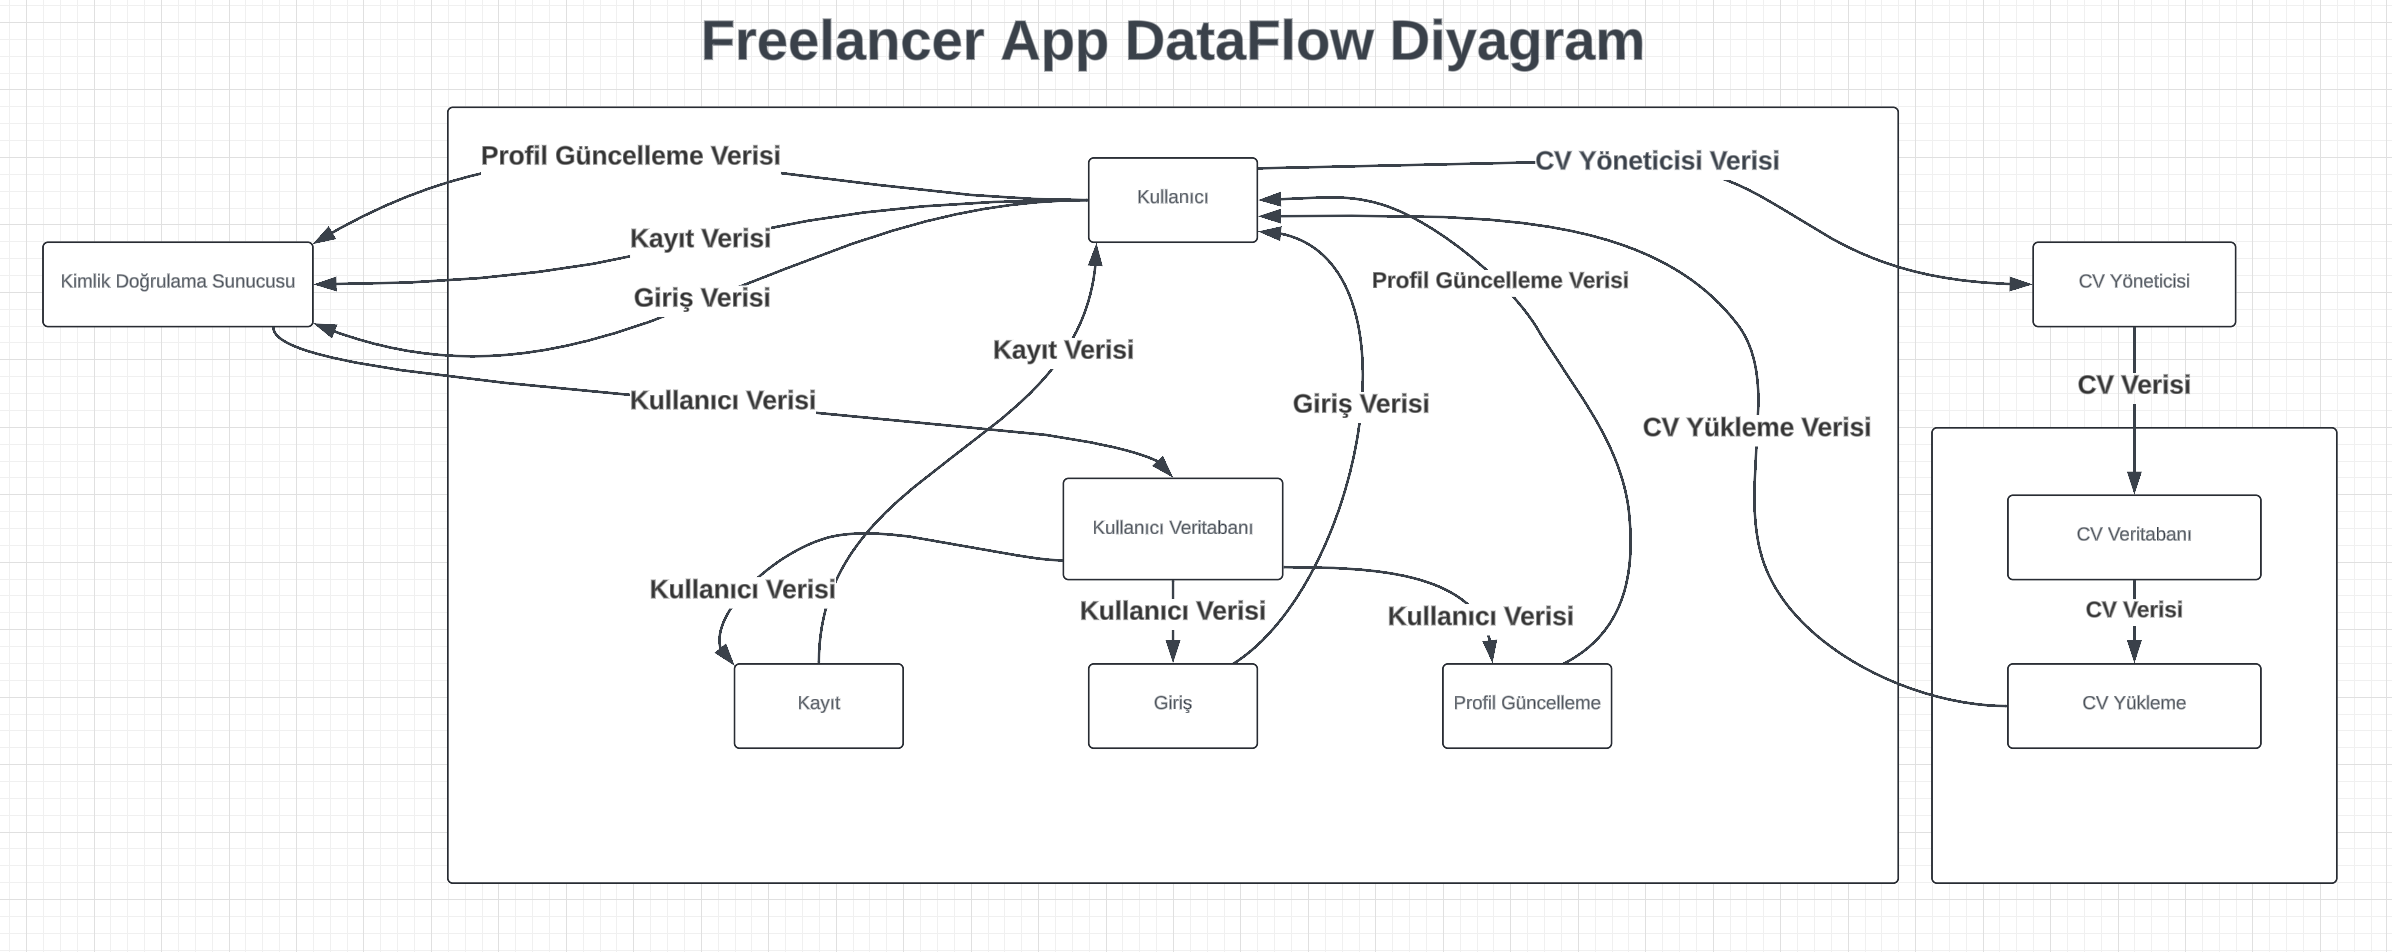 Freelancer App DataFlow Diyagram
Profil Güncelleme Verisi
CV Yöneticisi Verisi
Kullanıcı
Kayıt Verisi
Kimlik Doğrulama Sunucusu
Profil Güncelleme Verisi
CV Yöneticisi
Giriş Verisi
Kayıt Verisi
CV Verisi
Kullanıcı Verisi
Giriş Verisi
CV Yükleme Verisi
Kullanıcı Veritabanı
CV Veritabanı
Kullanıcı Verisi
Kullanıcı Verisi
Kullanıcı Verisi
CV Verisi
Kayıt
Giriş
Profil Güncelleme
CV Yükleme